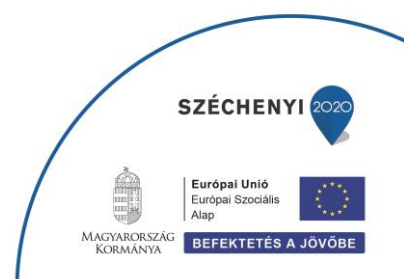 SZÉCHENYI 2020
MAGYARORSZÁG
KORMÁNYA
Európai Unió
Európai Szociális
Alap
BEFEKTETÉS A JÖVŐBE